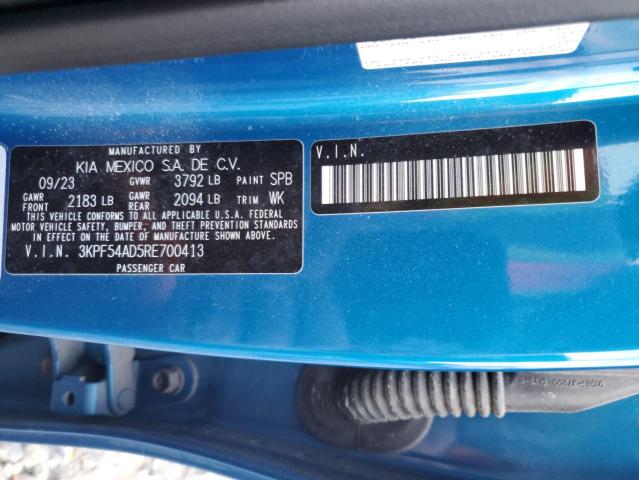 MANUFACTURED BY
KIA MEXICO S.A. DE C.V.
09/23 GVWR 3792 LB PAINT SPB
GAWR FRONT 2183 LB GAWR REAR 2094 LB TRIM WK
THIS VEHICLE CONFORMS TO ALL APPLICABLE U.S.A. FEDERAL
MOTOR VEHICLE SAFETY, BUMPER, AND THEFT PREVENTION STANDARDS
IN EFFECT ON THE DATE OF MANUFACTURE SHOWN ABOVE.
V.I.N. 3KPF54AD5RE700413
PASSENGER CAR
V.I.N.